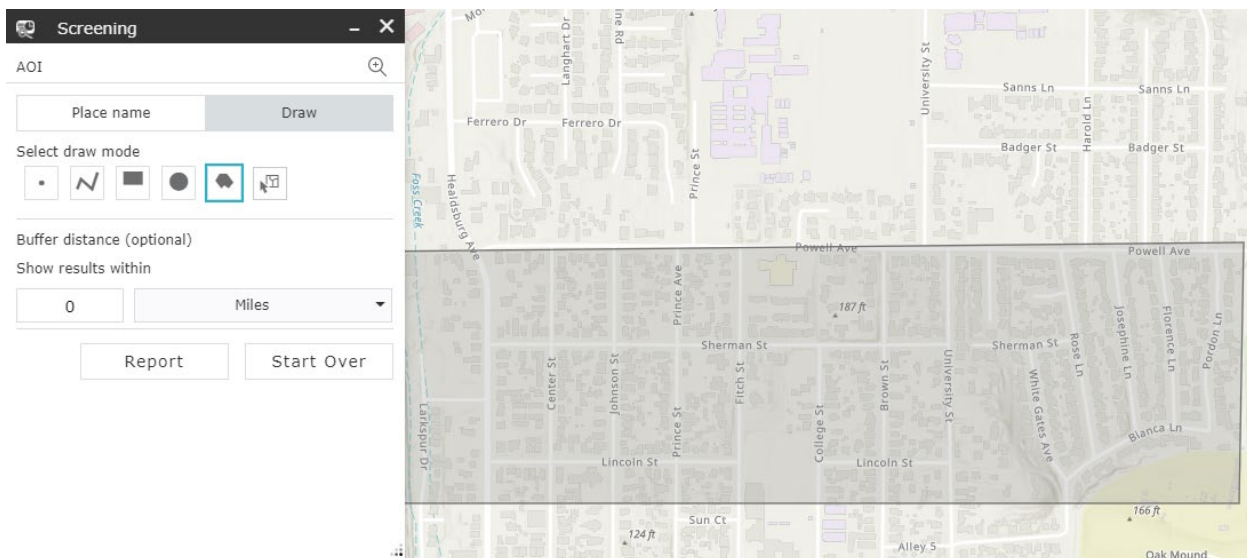 Screening
AOI
Place name
Draw
Select draw mode
Buffer distance (optional)
Show results within
0
Miles
Report
Start Over
Langhart Dr
University St
Sanns Ln
Sanns Ln
Harold Ln
Ferrero Dr
Ferrero Dr
Badger St
Badger St
Prince St
Foss Creek
Healdsburg Ave
Powell Ave
Powell Ave
Prince Ave
187 ft
Josephine Ln
Florence Ln
Pordon Ln
Rose Ln
Sherman St
Sherman St
Center St
Johnson St
Fitch St
Brown St
University St
White Gates Ave
Larkspur Dr
Prince St
College St
Bianca Ln
Lincoln St
Lincoln St
Sun Ct
166 ft
124 ft
Alley 5
Oak Mound